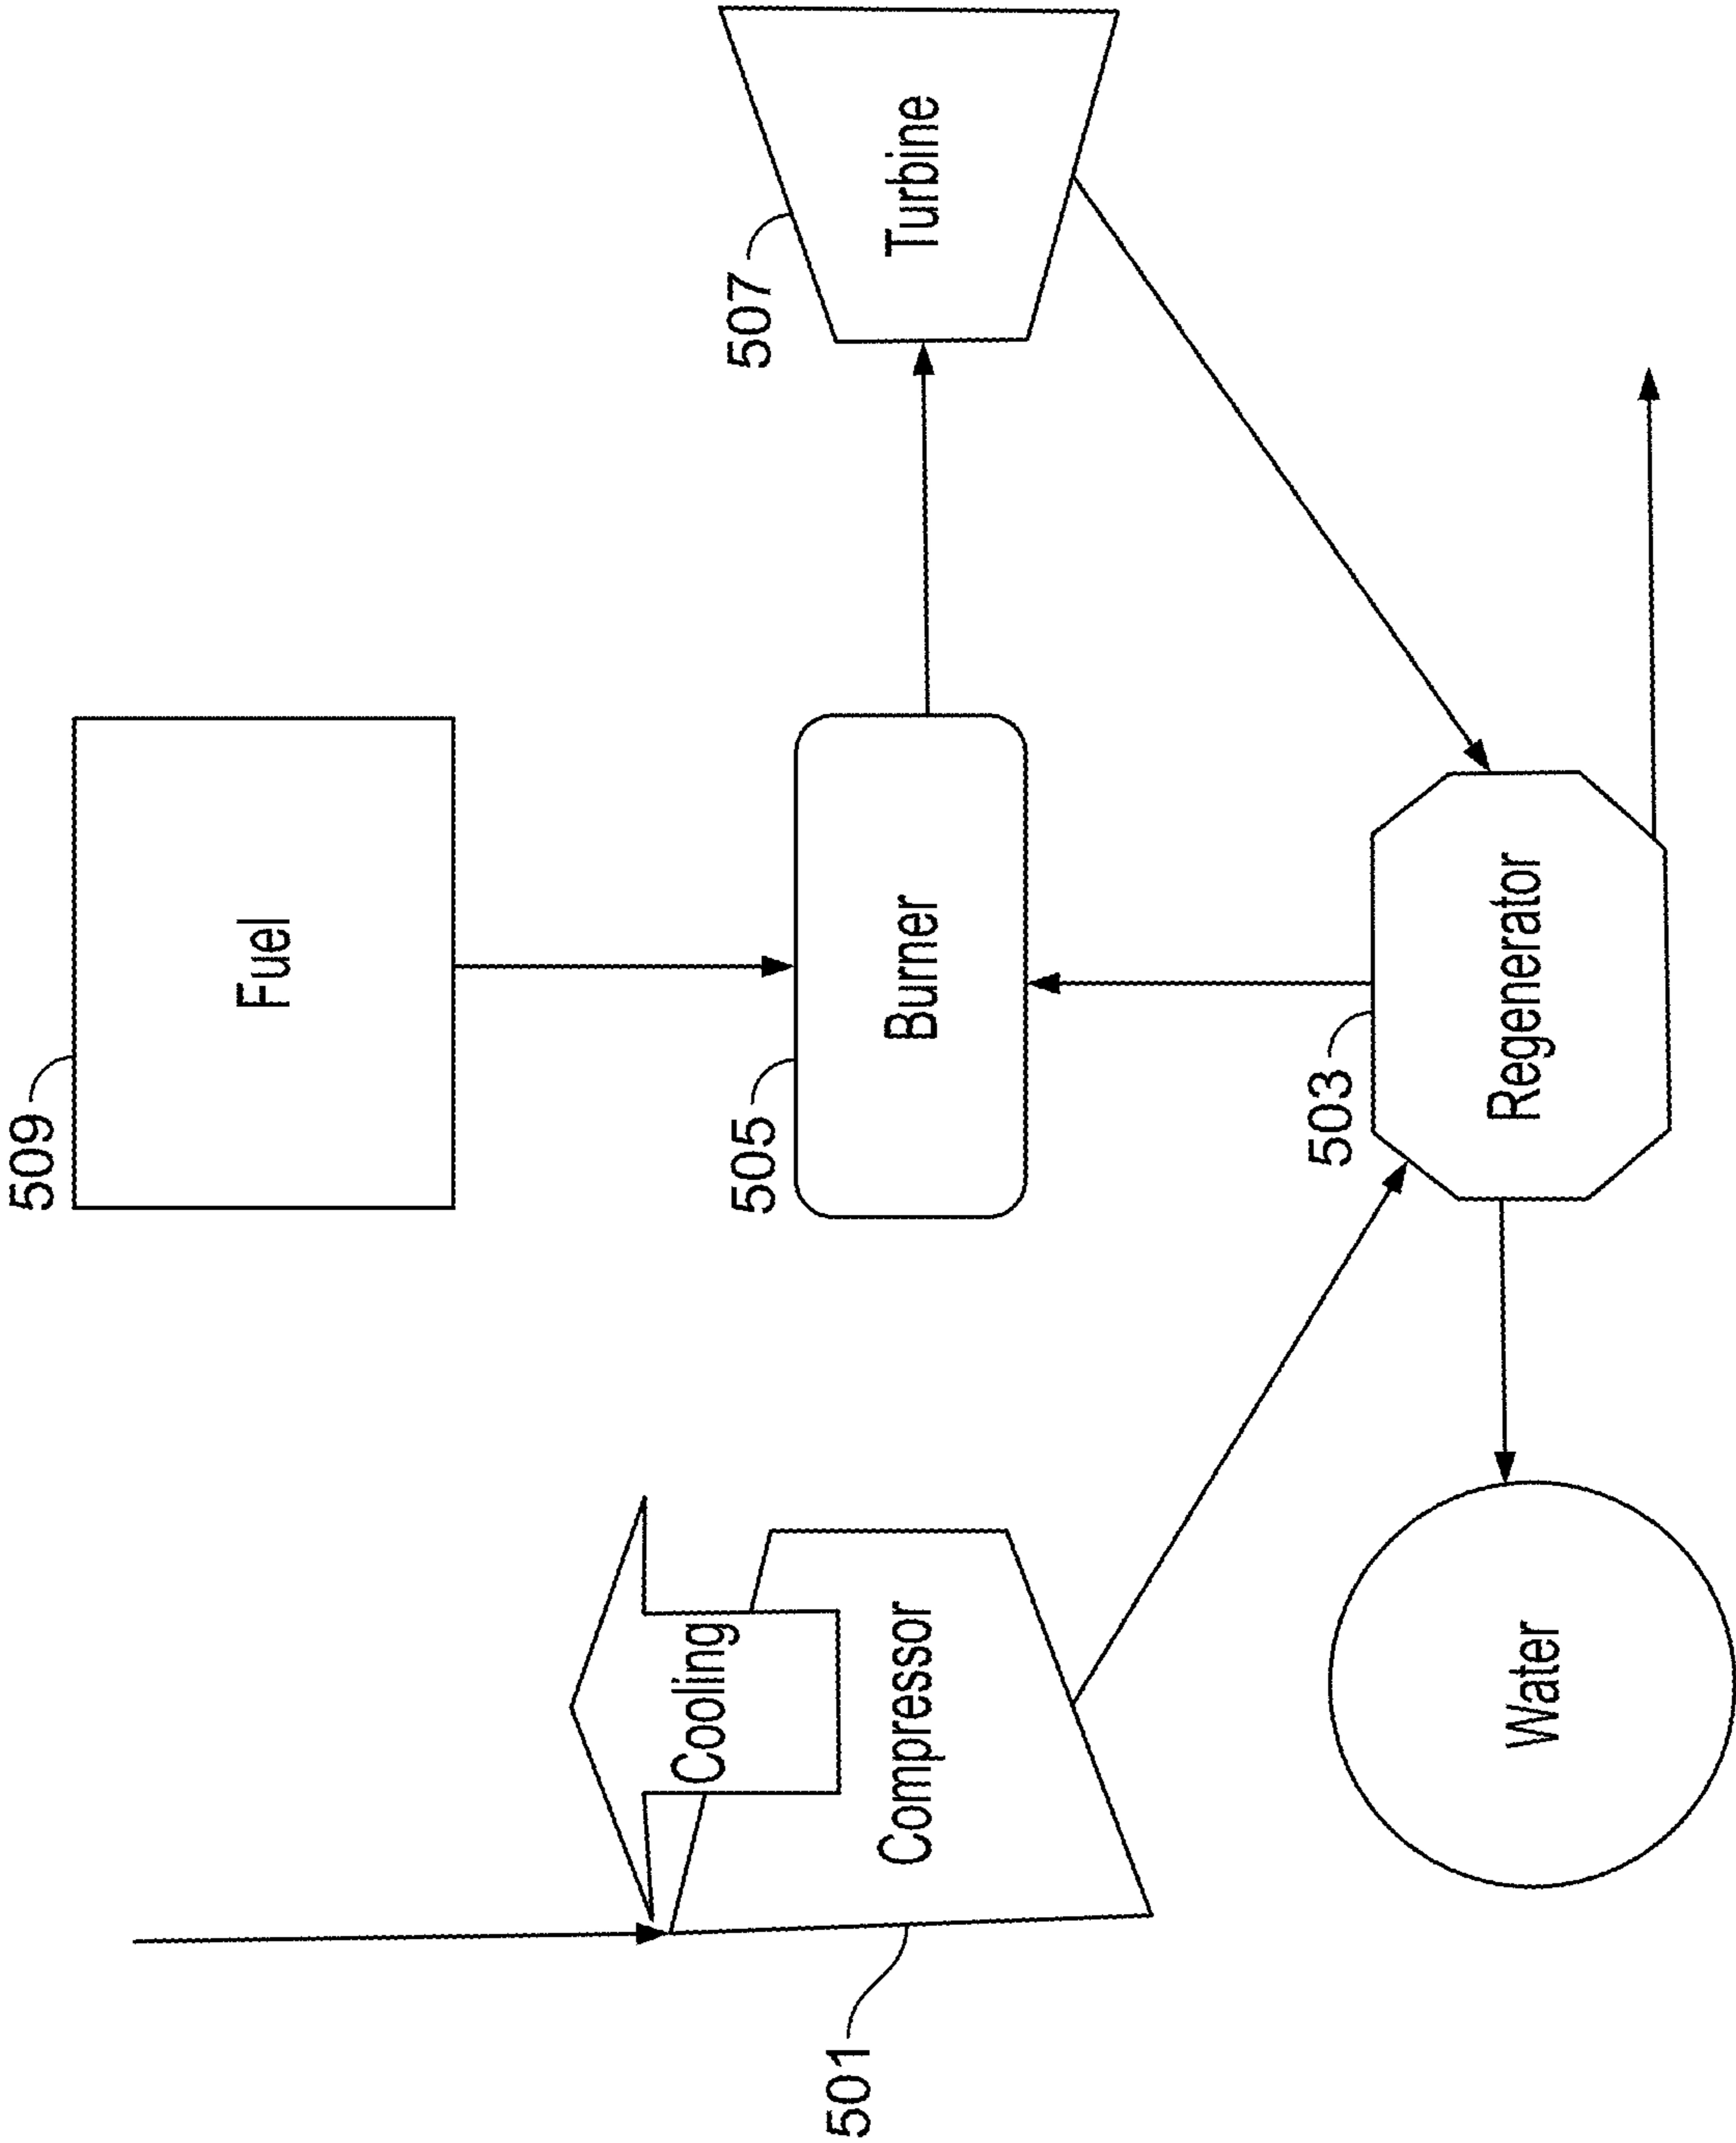 509
Fuel
507
Turbine
505
Burner
Cooling
Compressor
501
503
Regenerator
Water